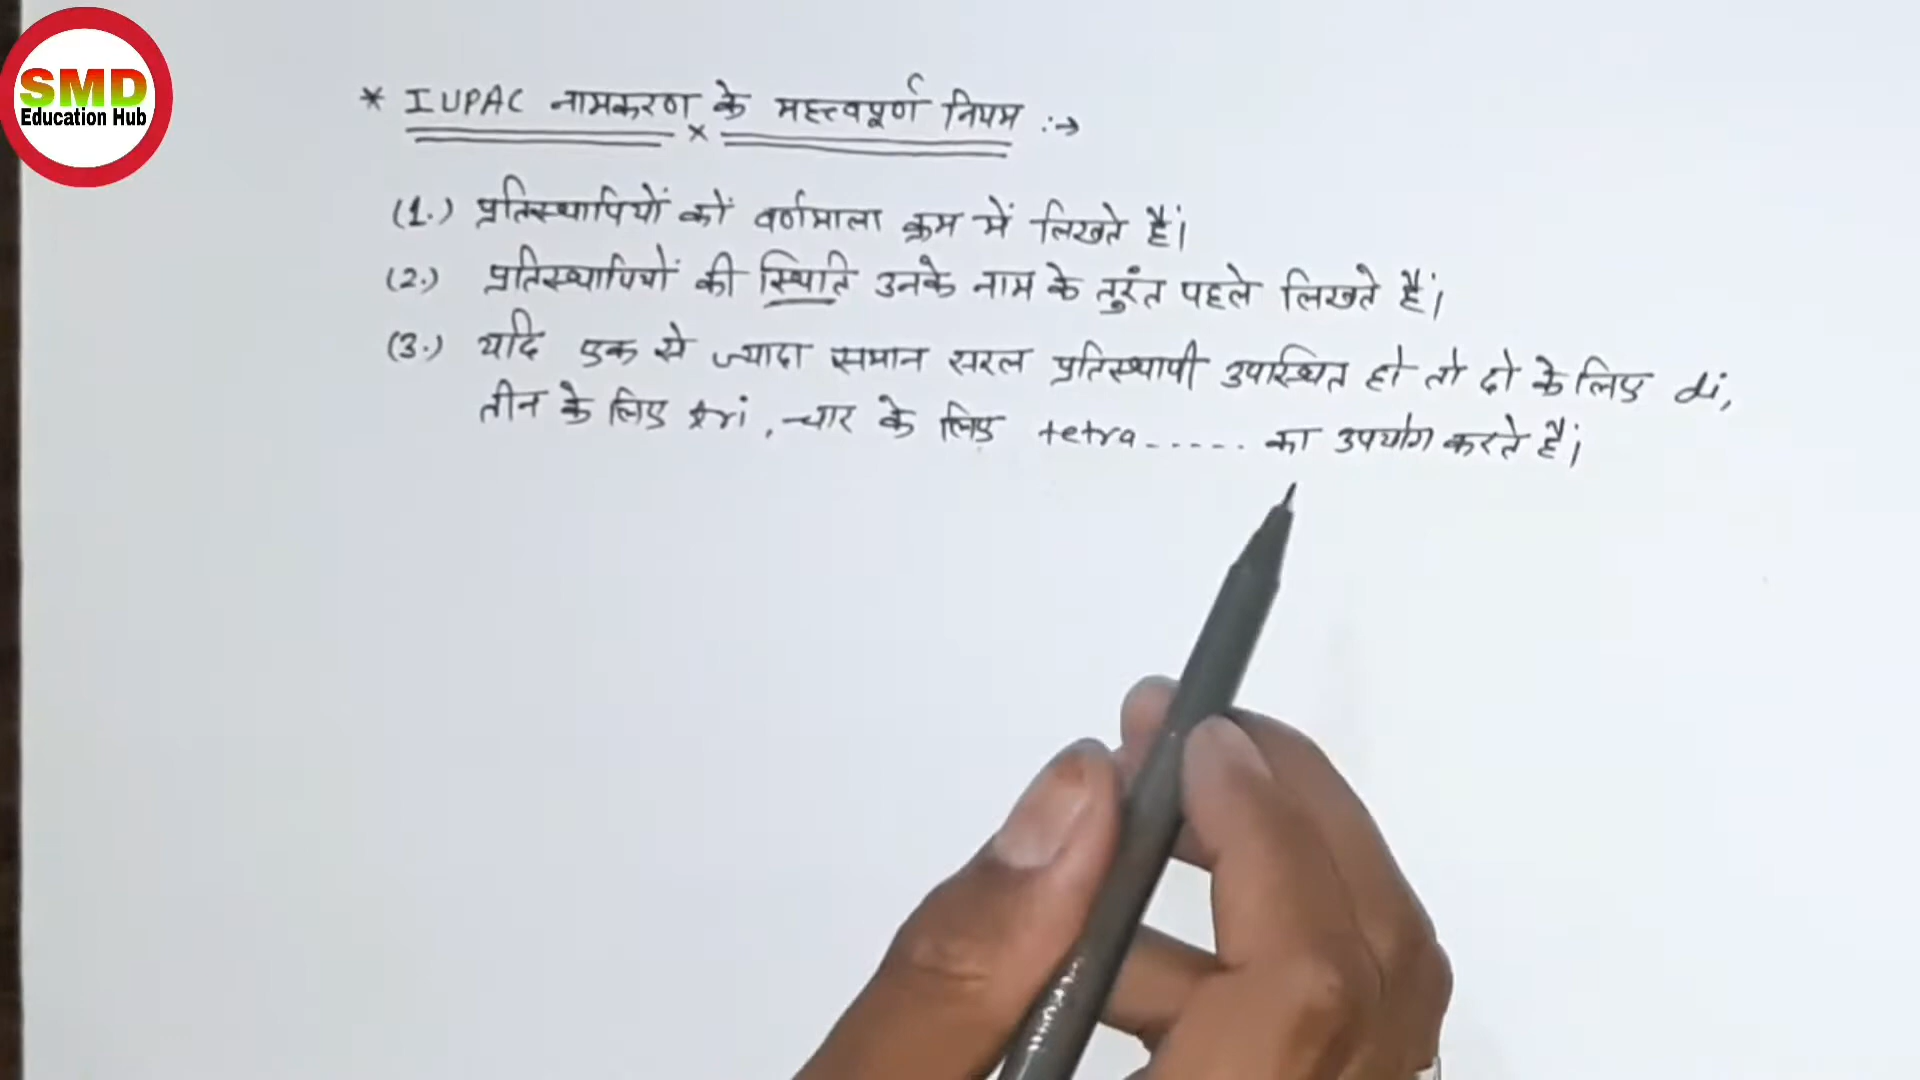 SMD
Education Hub
* IUPAC नामकरण के महत्त्वपूर्ण नियम :→
(1.) प्रतिस्थापियों कों वर्णमाला क्रम में लिखते हैं।
(2.) प्रतिस्थापियों की स्थिति उनके नाम के तुरंत पहले लिखते हैं।
(3.) यदि एक से ज्यादा समान सरल प्रतिस्थापी उपस्थित हो तो दो के लिए di,
तीन के लिए tri, चार के लिए tetra----- का उपयोग करते हैं।